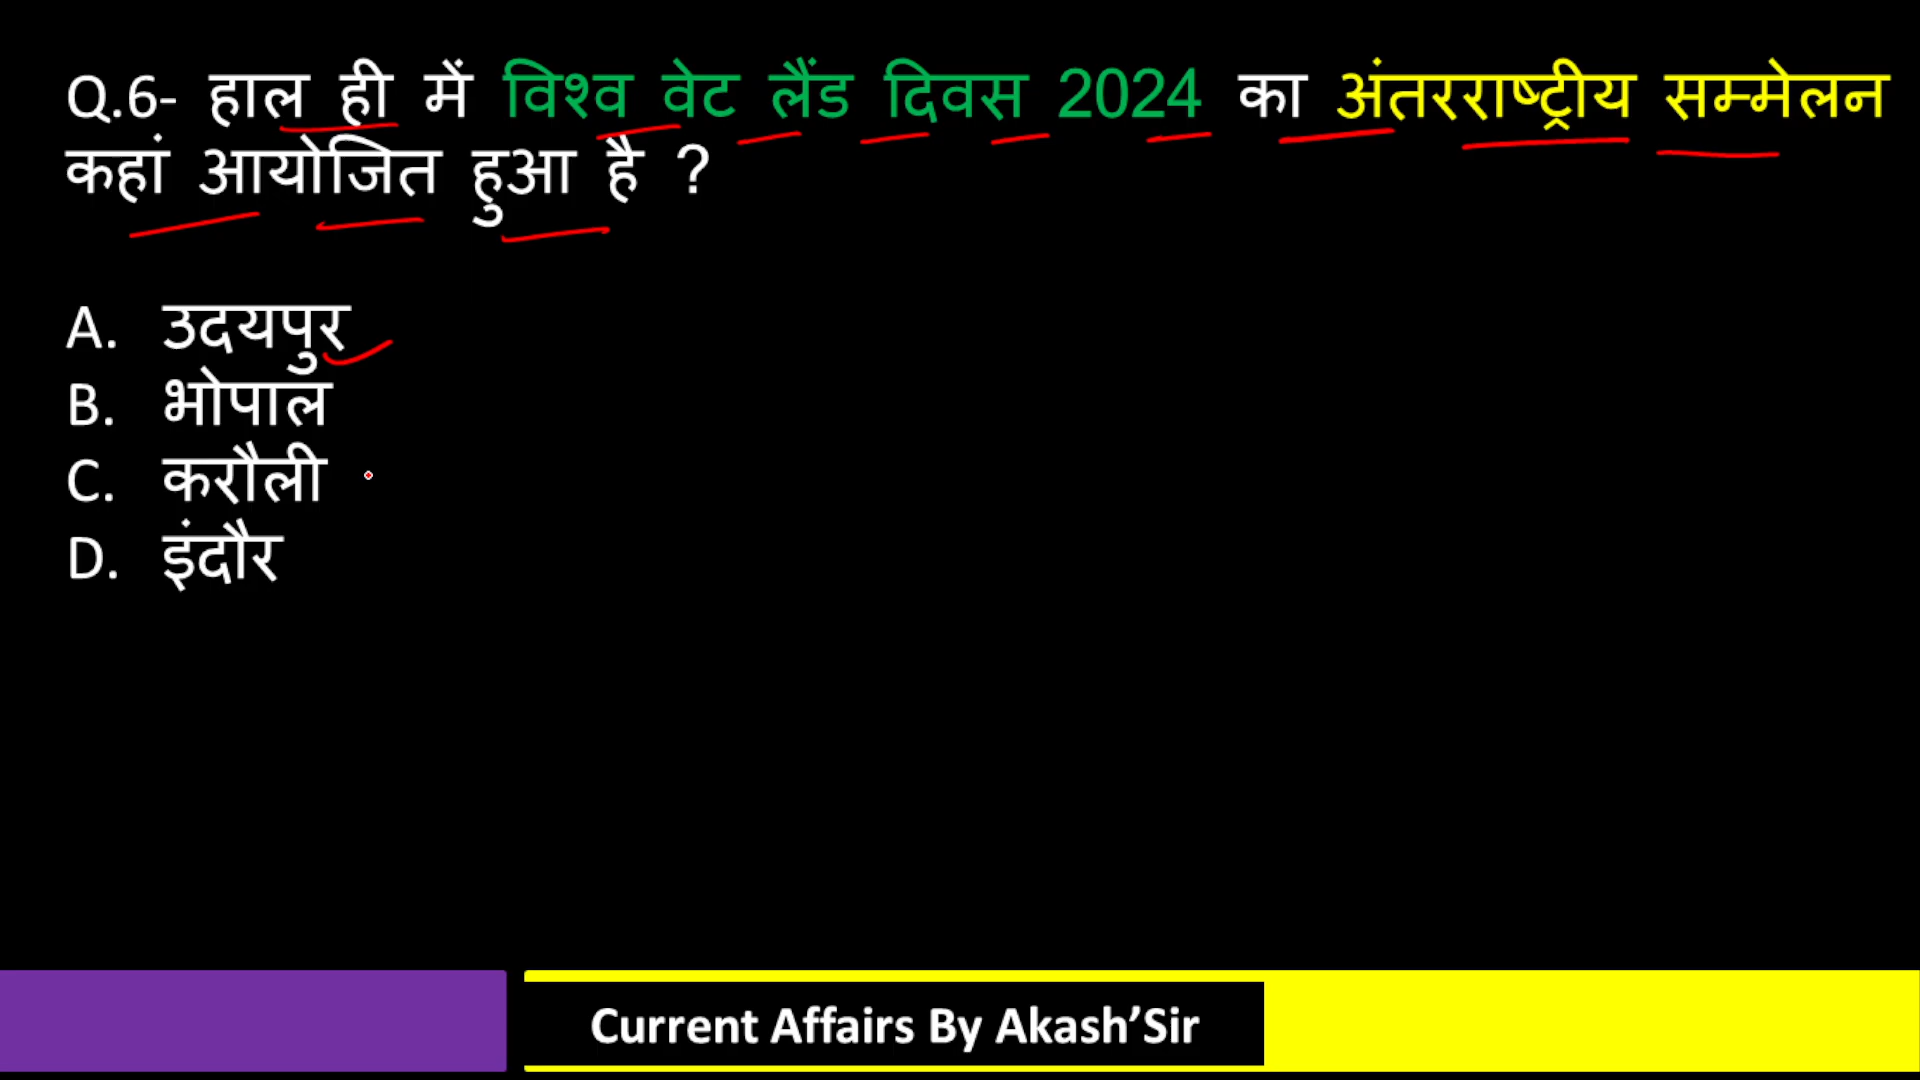 Q.6- हाल ही में विश्व वेट लैंड दिवस 2024 का अंतरराष्ट्रीय सम्मेलन
कहां आयोजित हुआ है ?
A. उदयपुर
B. भोपाल
C. करौली
D. इंदौर
Current Affairs By Akash’Sir